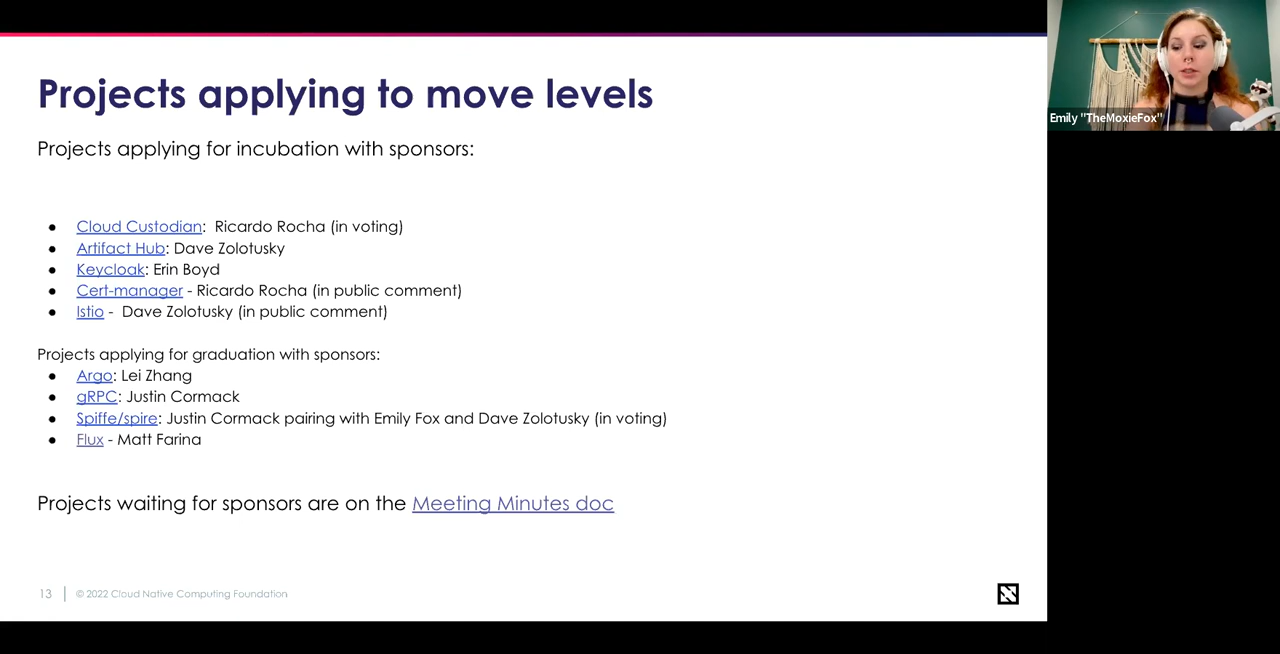 Projects applying to move levels
Projects applying for incubation with sponsors:
● Cloud Custodian: Ricardo Rocha (in voting)
● Artifact Hub: Dave Zolotusky
● Keycloak: Erin Boyd
● Cert-manager - Ricardo Rocha (in public comment)
● Istio - Dave Zolotusky (in public comment)
Projects applying for graduation with sponsors:
● Argo: Lei Zhang
● gRPC: Justin Cormack
● Spiffe/spire: Justin Cormack pairing with Emily Fox and Dave Zolotusky (in voting)
● Flux - Matt Farina
Projects waiting for sponsors are on the Meeting Minutes doc
13 | © 2022 Cloud Native Computing Foundation
Emily "TheMoxieFox"